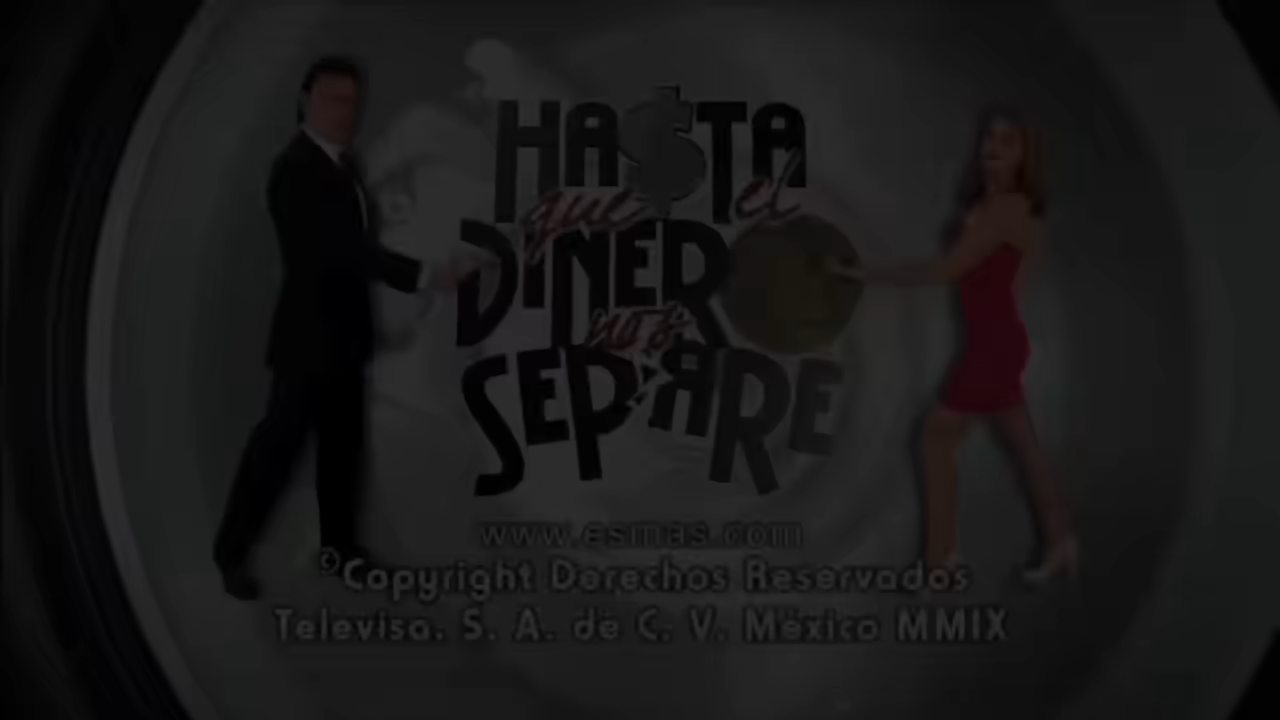 HA$TA
que el
DINERO
nos
SEPARE
www.esmas.com
©Copyright Derechos Reservados
Televisa. S. A. de C. V. México MMIX